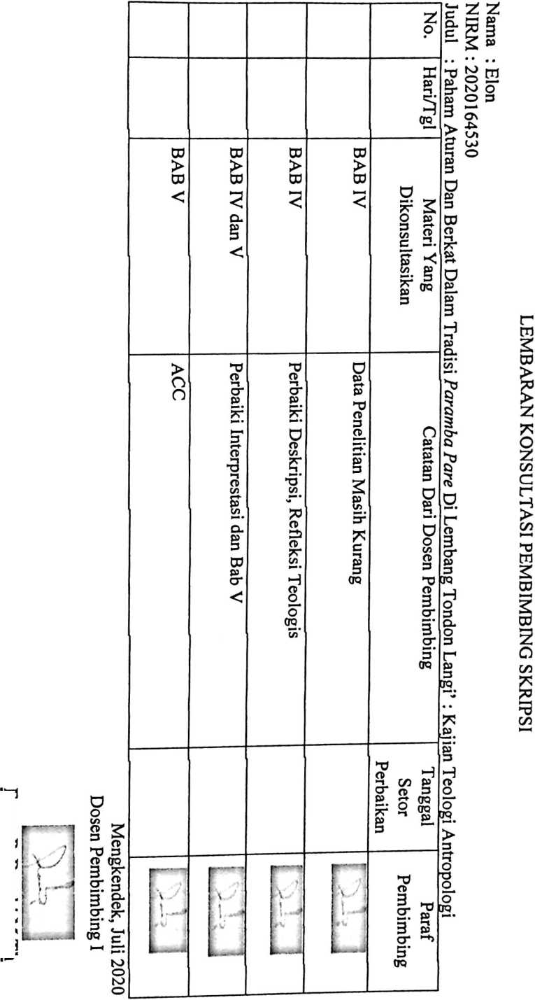 LEMBARAN KONSULTASI PEMBIMBING SKRIPSI
Nama : Elon
NIRM : 2020164530
Judul : Paham Aturan Dan Berkat Dalam Tradisi Paramba Pare Di Lembang Tondon Langi' : Kajian Teologi Antropologi
No. Hari/Tgl Materi Yang Dikonsultasikan Catatan Dari Dosen Pembimbing Tanggal Setor Perbaikan Paraf Pembimbing
BAB IV Data Penelitian Masih Kurang
BAB IV Perbaiki Deskripsi, Refleksi Teologis
BAB IV dan V Perbaiki Interprestasi dan Bab V
BAB V ACC
Mengkendek, Juli 2020
Dosen Pembimbing I